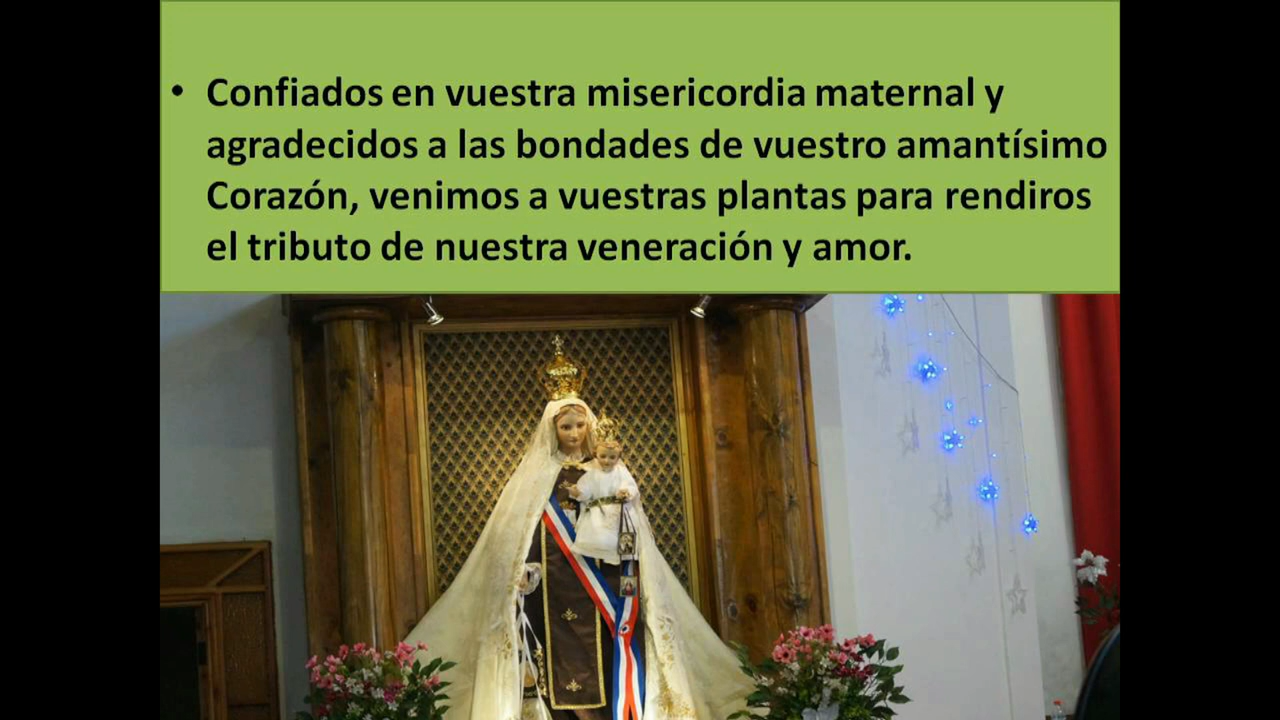 • Confiados en vuestra misericordia maternal y
agradecidos a las bondades de vuestro amantísimo
Corazón, venimos a vuestras plantas para rendiros
el tributo de nuestra veneración y amor.